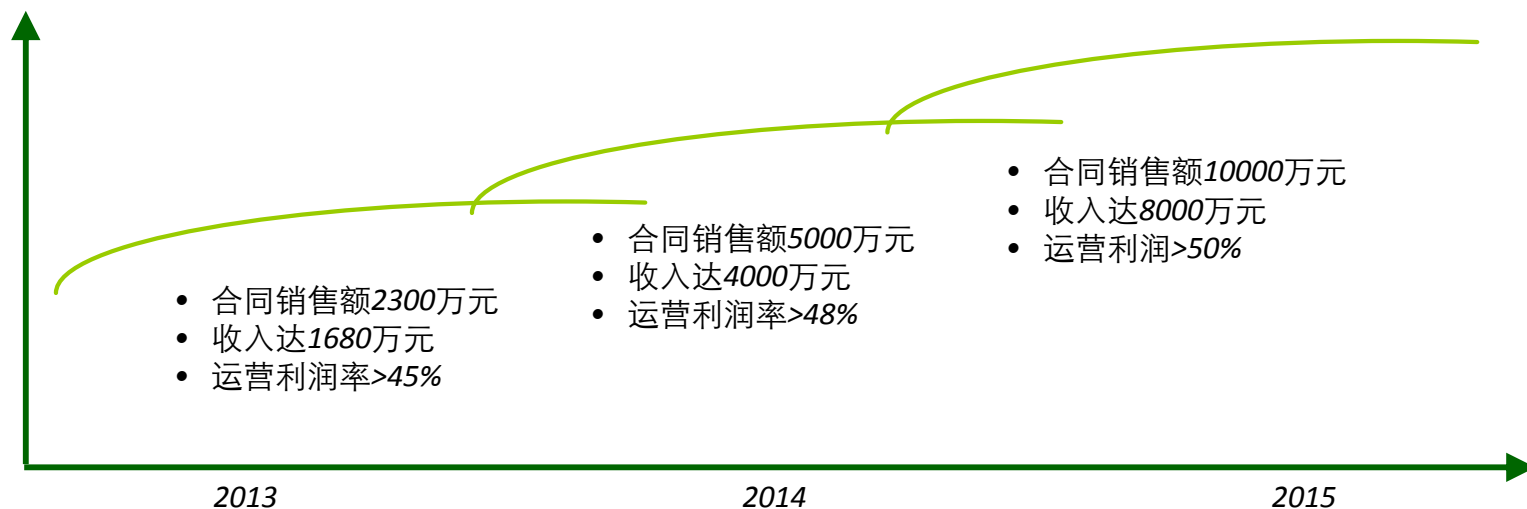 • 合同销售额2300万元
• 收入达1680万元
• 运营利润率>45%
• 合同销售额5000万元
• 收入达4000万元
• 运营利润率>48%
• 合同销售额10000万元
• 收入达8000万元
• 运营利润>50%
2013
2014
2015